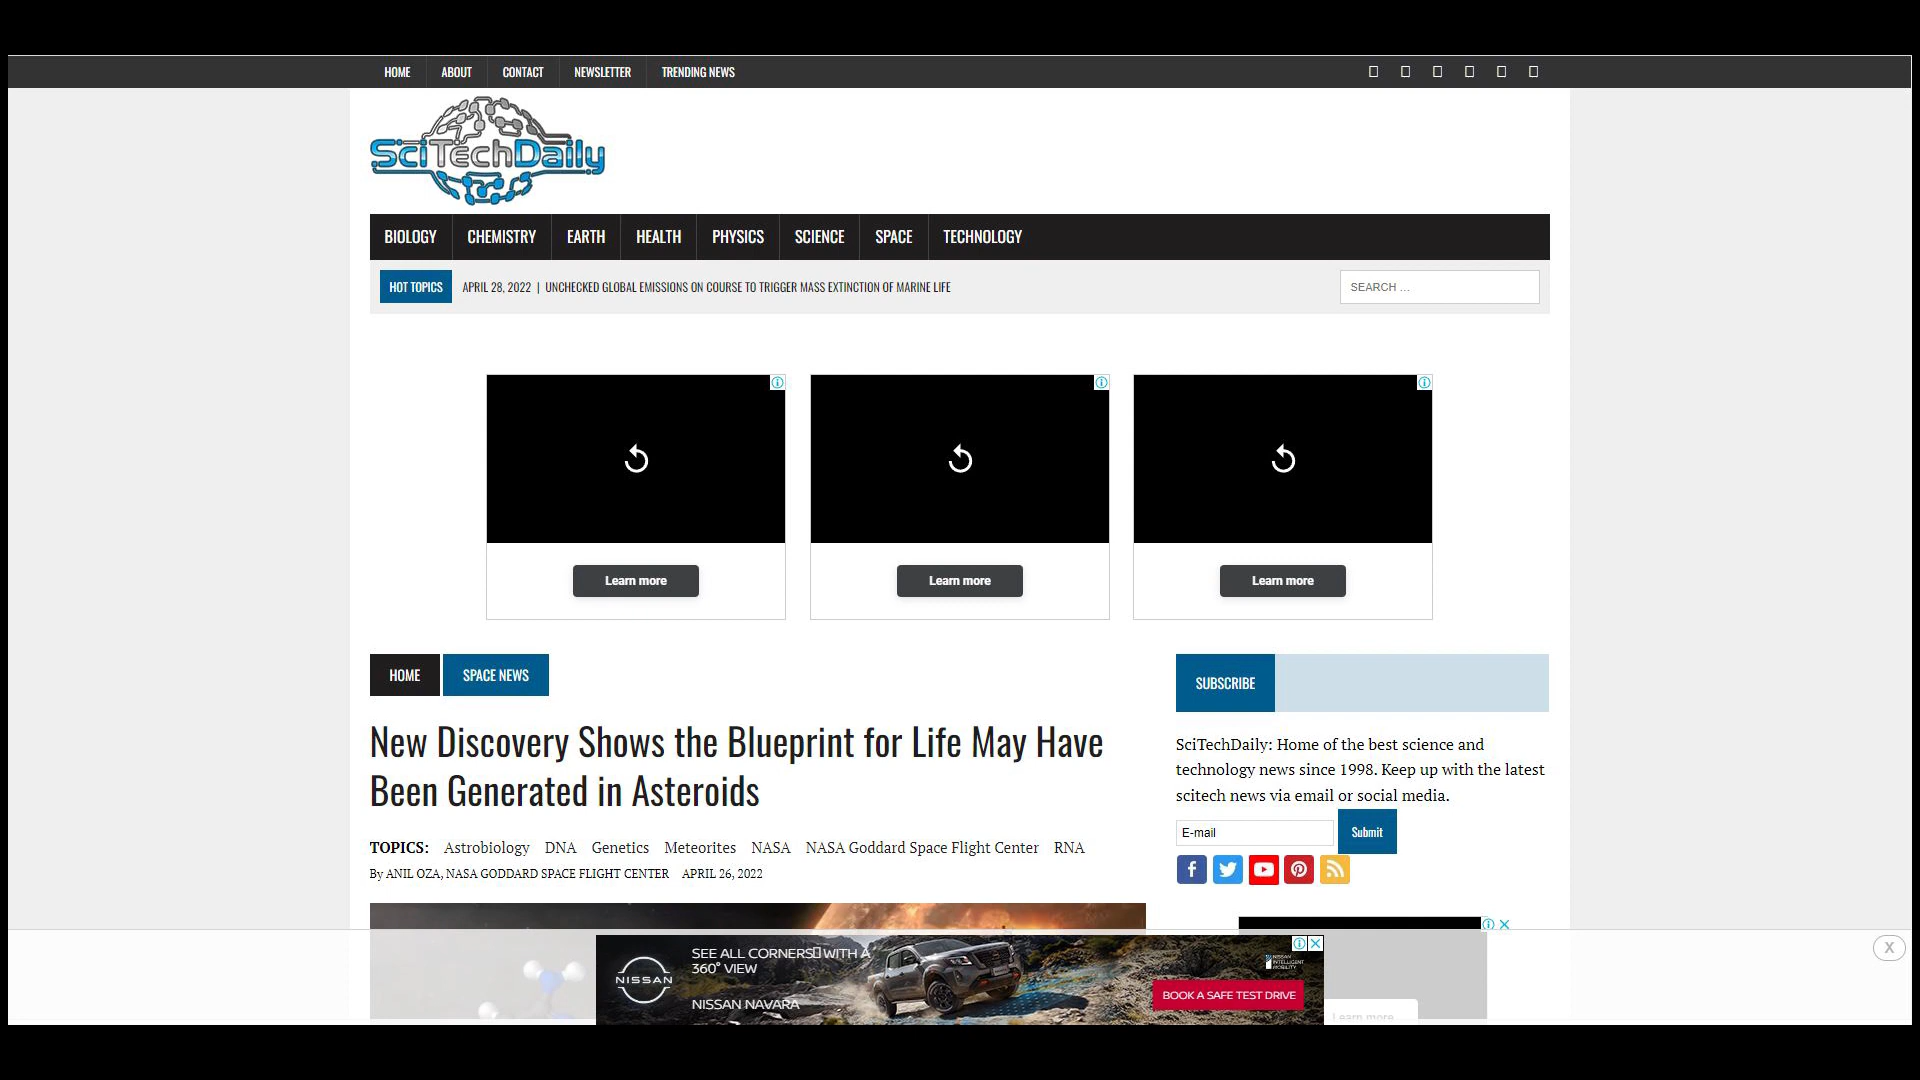 HOME ABOUT CONTACT NEWSLETTER TRENDING NEWS
SciTechDaily
BIOLOGY CHEMISTRY EARTH HEALTH PHYSICS SCIENCE SPACE TECHNOLOGY
HOT TOPICS APRIL 28, 2022 | UNCHECKED GLOBAL EMISSIONS ON COURSE TO TRIGGER MASS EXTINCTION OF MARINE LIFE SEARCH ...
Learn more Learn more Learn more
HOME SPACE NEWS
New Discovery Shows the Blueprint for Life May Have
Been Generated in Asteroids
TOPICS: Astrobiology DNA Genetics Meteorites NASA NASA Goddard Space Flight Center RNA
By ANIL OZA, NASA GODDARD SPACE FLIGHT CENTER APRIL 26, 2022
SUBSCRIBE
SciTechDaily: Home of the best science and
technology news since 1998. Keep up with the latest
scitech news via email or social media.
E-mail Submit
SEE ALL CORNERS WITH A
360° VIEW
NISSAN
NISSAN NAVARA
NISSAN
INTELLIGENT
MOBILITY
BOOK A SAFE TEST DRIVE
Learn more
X